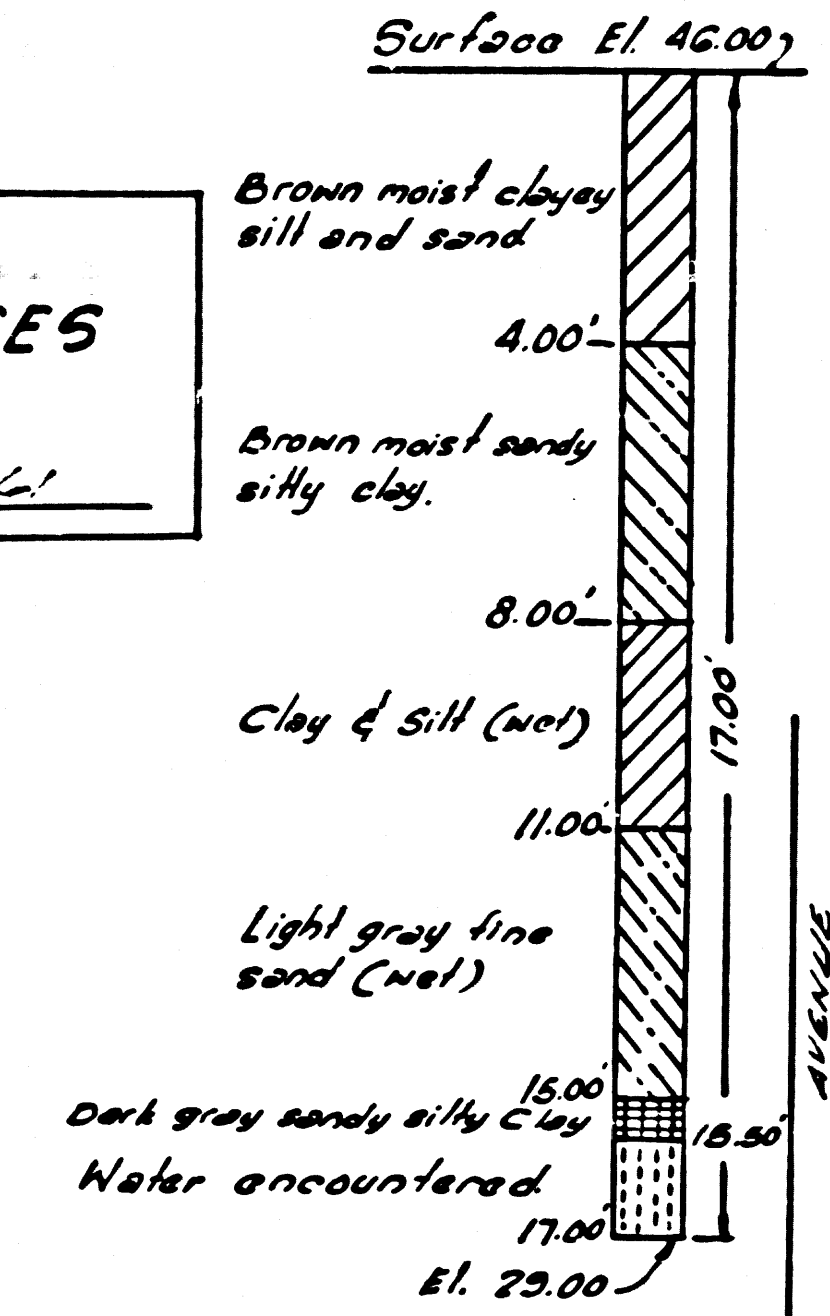 Surface El. 46.00
Brown moist clayey
silt and sand
4.00'
Brown moist sandy
silty clay.
8.00'
17.00'
Clay & Silt (wet)
11.00'
Light gray fine
sand (wet)
AVENUE
15.00'
Dark gray sandy silty Clay
15.50'
Water encountered
17.00'
El. 29.00